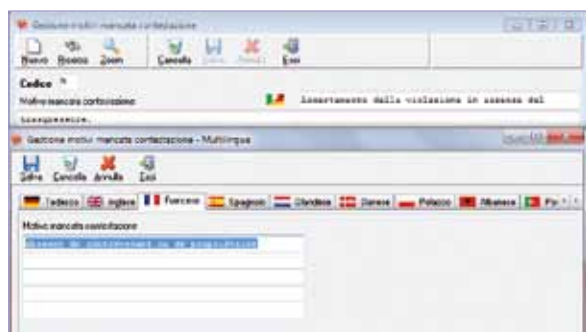 Gestione motivi mancata contestazione
Nuovo Ricerca Zoom Cancella Salva Annulla Esci
Codice
Motivo mancata contestazione Accertamento della violazione in assenza del
trasgressore.
Gestione motivi mancata contestazione - Multilingua
Salva Cancella Annulla Esci
Tedesco Inglese Francese Spagnolo Olandese Danese Polacco Albanese
Motivo mancata contestazione